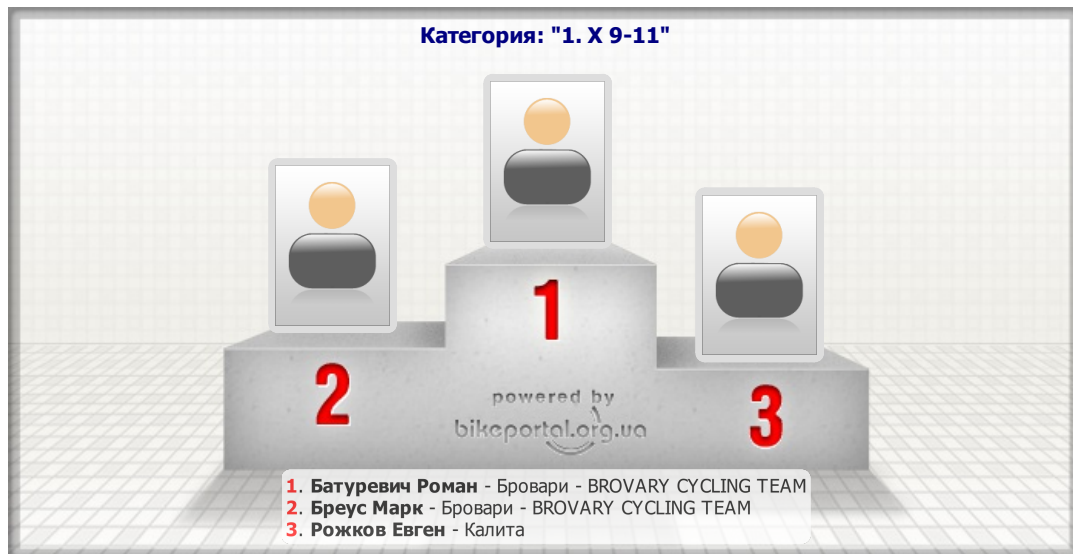 Категория: "1. Х 9-11"
1
2
3
powered by
bikeportal.org.ua
1. Батуревич Роман - Бровари - BROVARY CYCLING TEAM
2. Бреус Марк - Бровари - BROVARY CYCLING TEAM
3. Рожков Евген - Калита